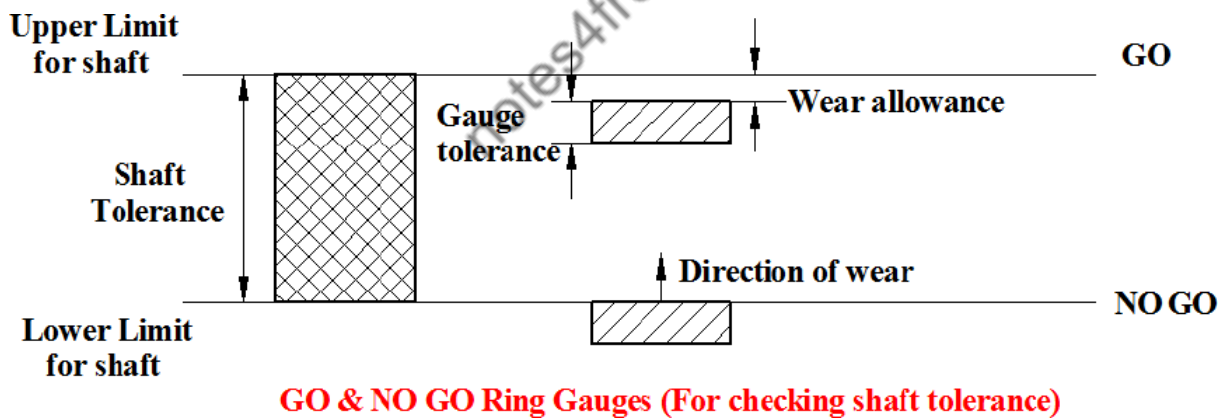 Upper Limit
for shaft
GO
Wear allowance
Gauge
tolerance
Shaft
Tolerance
Direction of wear
NO GO
Lower Limit
for shaft
GO & NO GO Ring Gauges (For checking shaft tolerance)